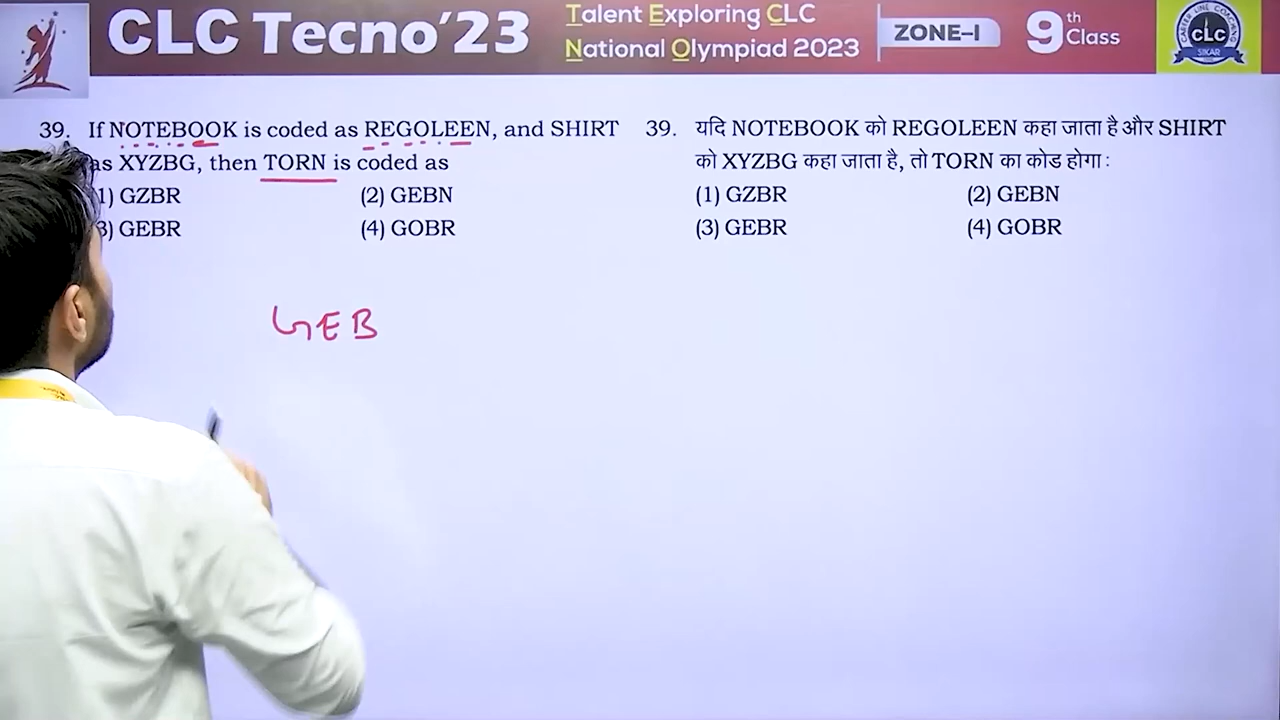 CLC Tecno’23
Talent Exploring CLC
National Olympiad 2023
ZONE–I
9th Class
CLC
SIKAR
39. If NOTEBOOK is coded as REGOLEEN, and SHIRT
as XYZBG, then TORN is coded as
1) GZBR (2) GEBN
3) GEBR (4) GOBR
39. यदि NOTEBOOK को REGOLEEN कहा जाता है और SHIRT
को XYZBG कहा जाता है, तो TORN का कोड होगा :
(1) GZBR (2) GEBN
(3) GEBR (4) GOBR
GEB